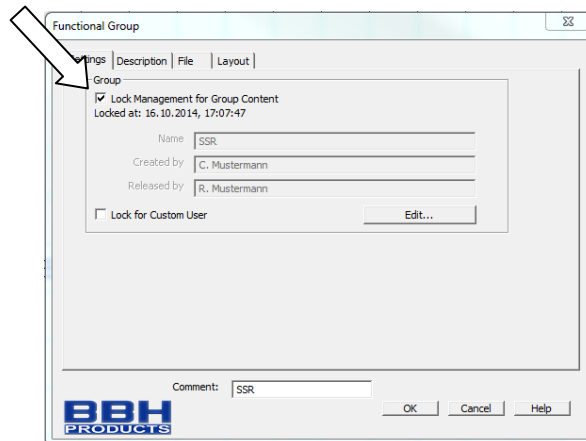 Functional Group
Settings Description File Layout
Group
Lock Management for Group Content
Locked at: 16.10.2014, 17:07:47
Name SSR
Created by C. Mustermann
Released by R. Mustermann
Lock for Custom User Edit...
Comment: SSR
BBH
PRODUCTS
OK Cancel Help